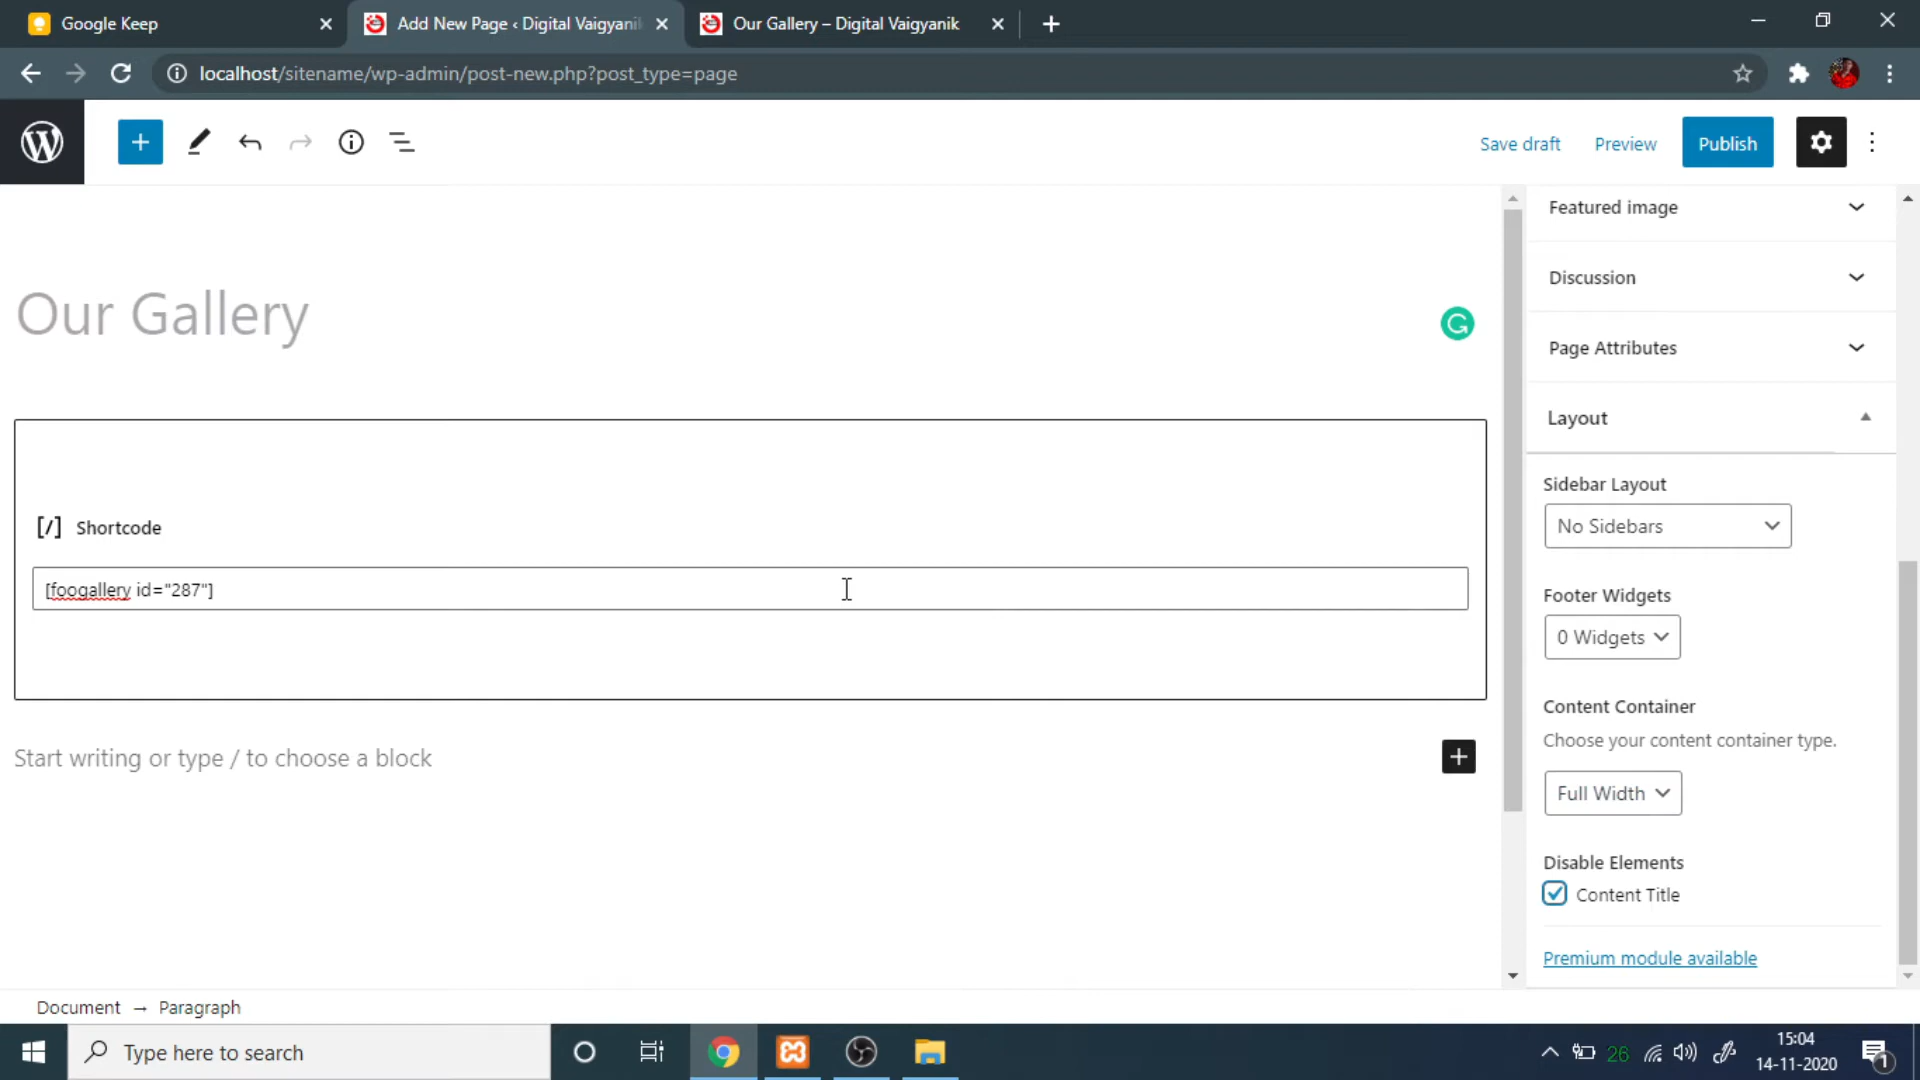 Google Keep
Add New Page ‹ Digital Vaigyanik
Our Gallery – Digital Vaigyanik
localhost/sitename/wp-admin/post-new.php?post_type=page
Save draft
Preview
Publish
Our Gallery
[/] Shortcode
[foogallery id="287"]
Start writing or type / to choose a block
Featured image
Discussion
Page Attributes
Layout
Sidebar Layout
No Sidebars
Footer Widgets
0 Widgets
Content Container
Choose your content container type.
Full Width
Disable Elements
Content Title
Premium module available
Document → Paragraph
Type here to search
26
15:04
14-11-2020
1